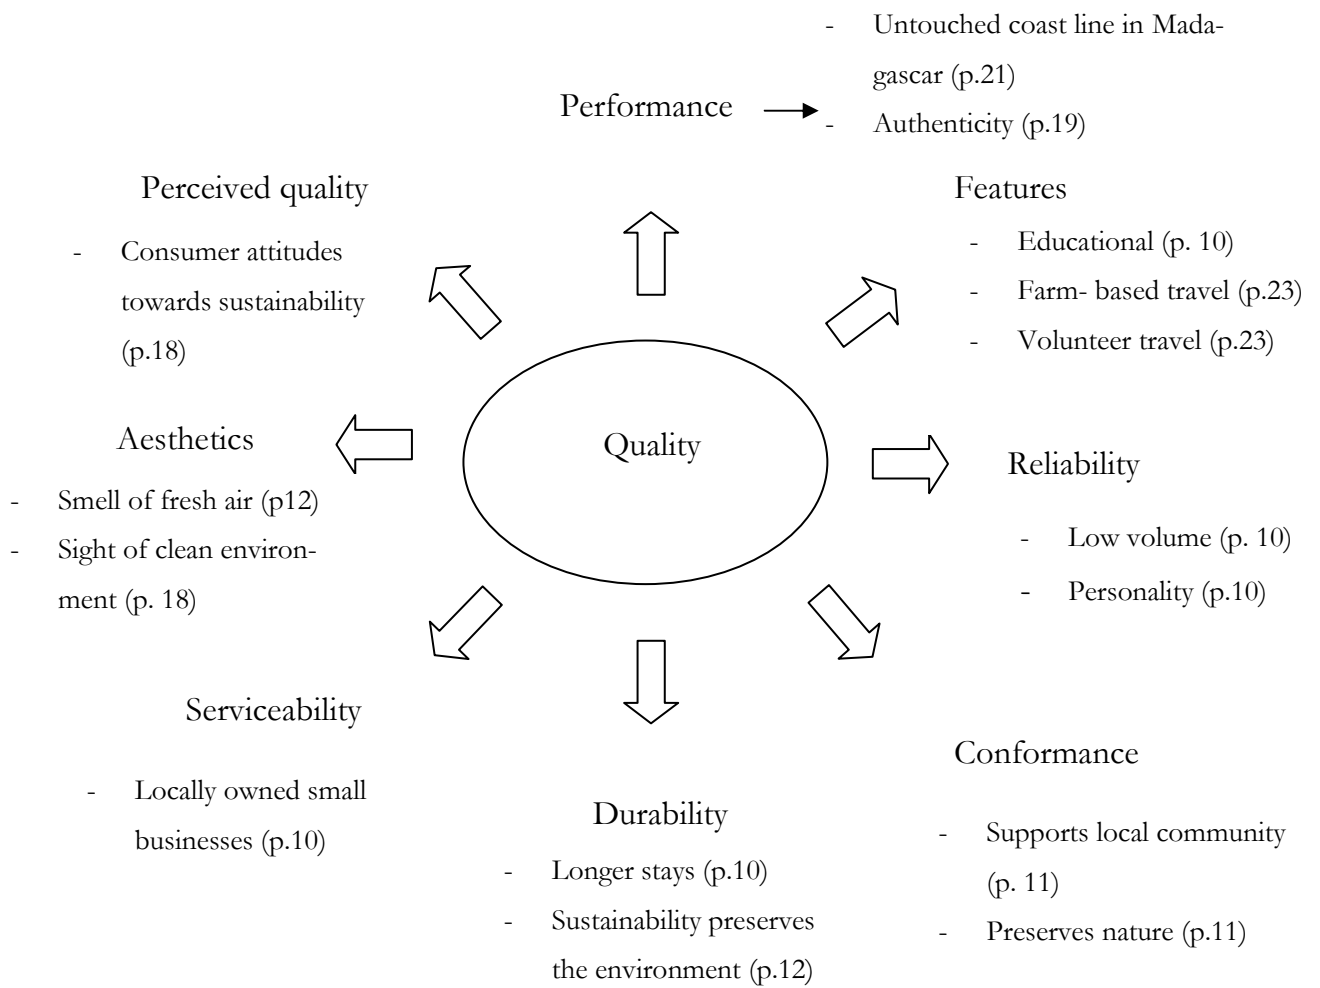 - Untouched coast line in Mada-
gascar (p.21)
Performance
- Authenticity (p.19)
Perceived quality
- Consumer attitudes
towards sustainability
(p.18)
Features
- Educational (p. 10)
- Farm- based travel (p.23)
- Volunteer travel (p.23)
Aesthetics
- Smell of fresh air (p12)
- Sight of clean environ-
ment (p. 18)
Quality
Reliability
- Low volume (p. 10)
- Personality (p.10)
Serviceability
- Locally owned small
businesses (p.10)
Durability
- Longer stays (p.10)
- Sustainability preserves
the environment (p.12)
Conformance
- Supports local community
(p. 11)
- Preserves nature (p.11)